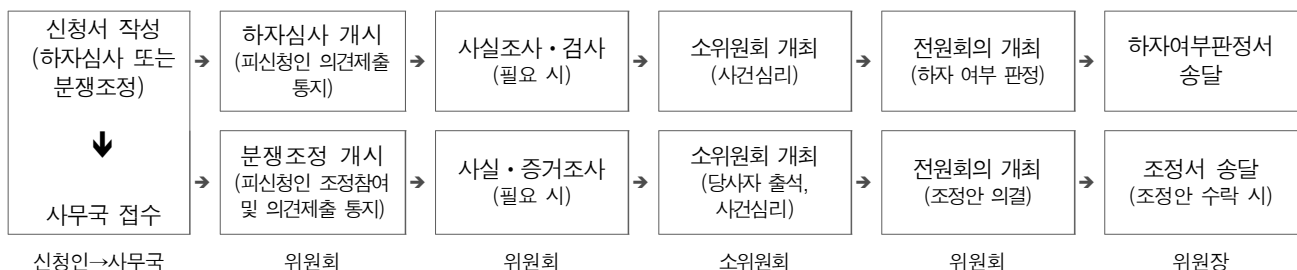 신청서 작성
(하자심사 또는
분쟁조정)
↓
사무국 접수
→
하자심사 개시
(피신청인 의견제출
통지)
→
사실조사·검사
(필요 시)
→
소위원회 개최
(사건심리)
→
전원회의 개최
(하자 여부 판정)
→
하자여부판정서
송달
→
분쟁조정 개시
(피신청인 조정참여
및 의견제출 통지)
→
사실·증거조사
(필요 시)
→
소위원회 개최
(당사자 출석,
사건심리)
→
전원회의 개최
(조정안 의결)
→
조정서 송달
(조정안 수락 시)
신청인→사무국
위원회
위원회
소위원회
위원회
위원장